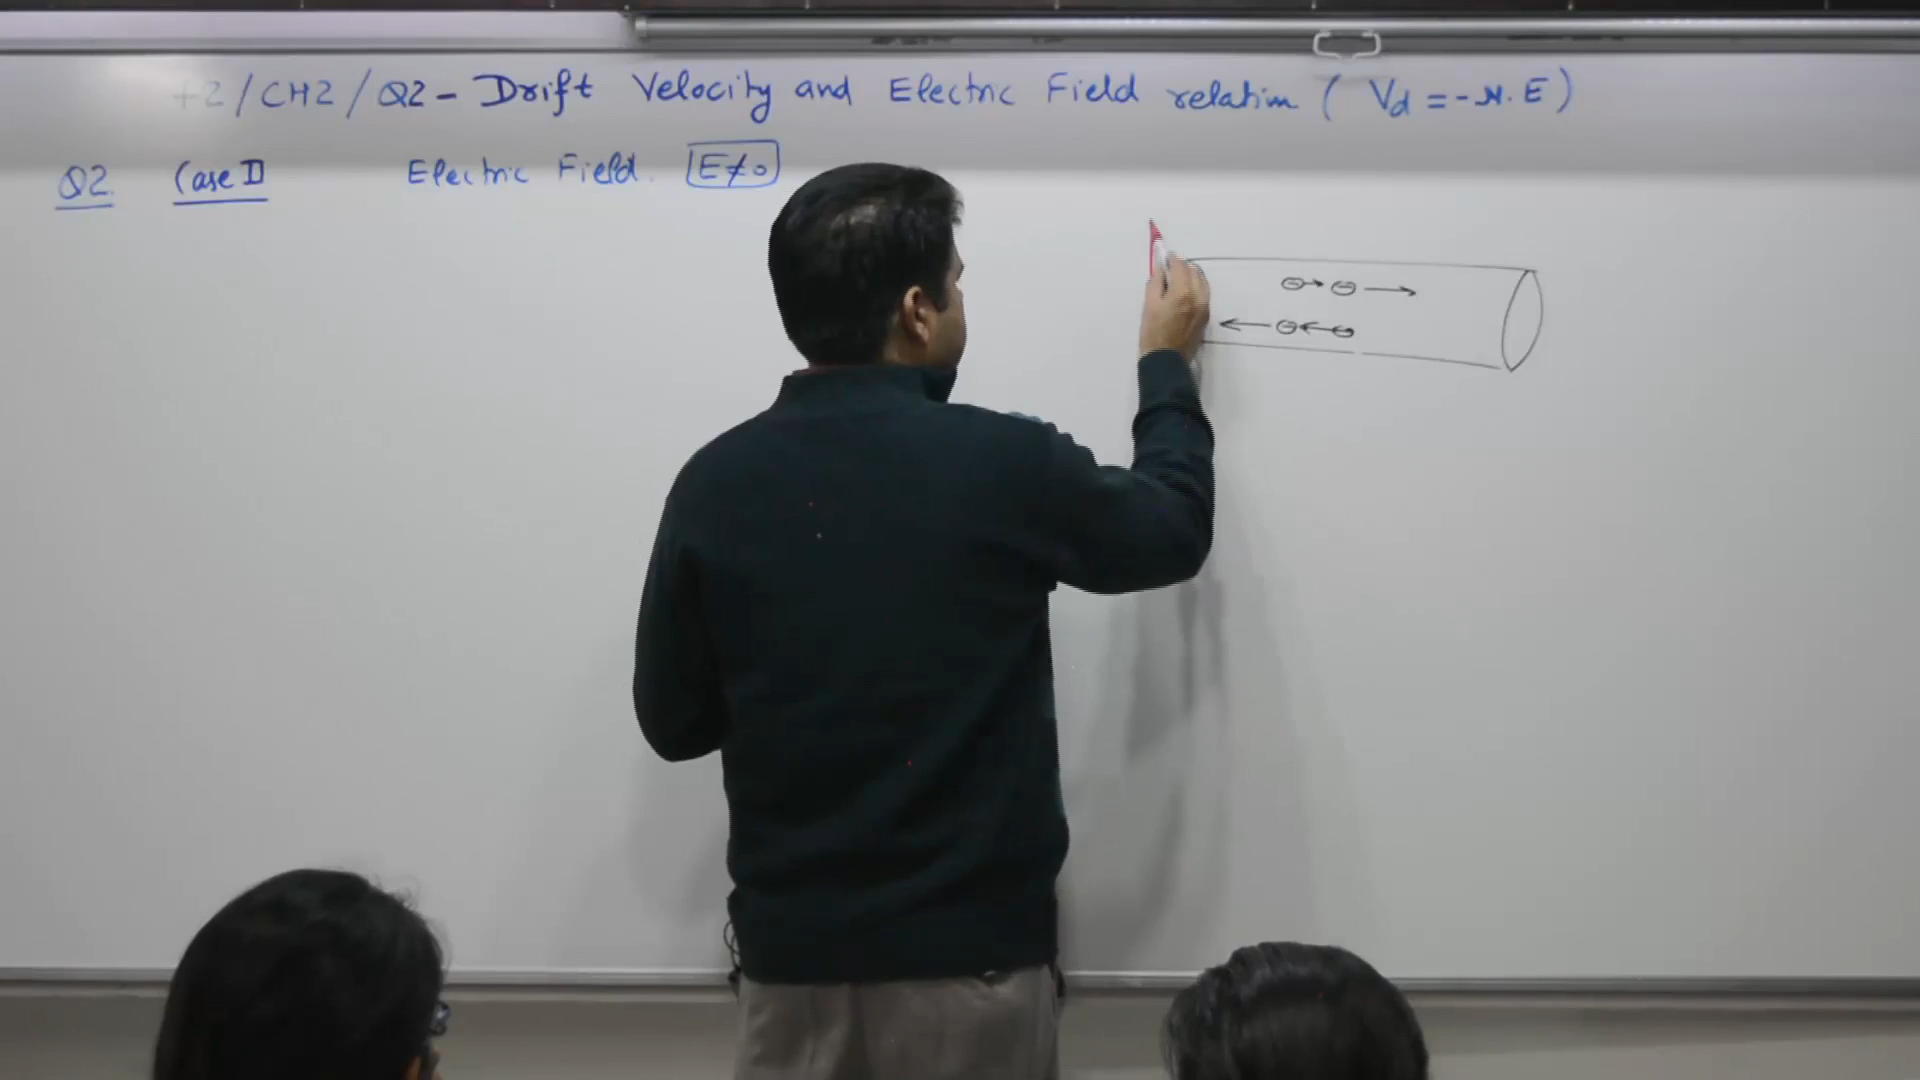 +2/CH2/Q2- Drift Velocity and Electric Field relation ( Vd = -μ. E )
Q2. Case II Electric Field. E≠0